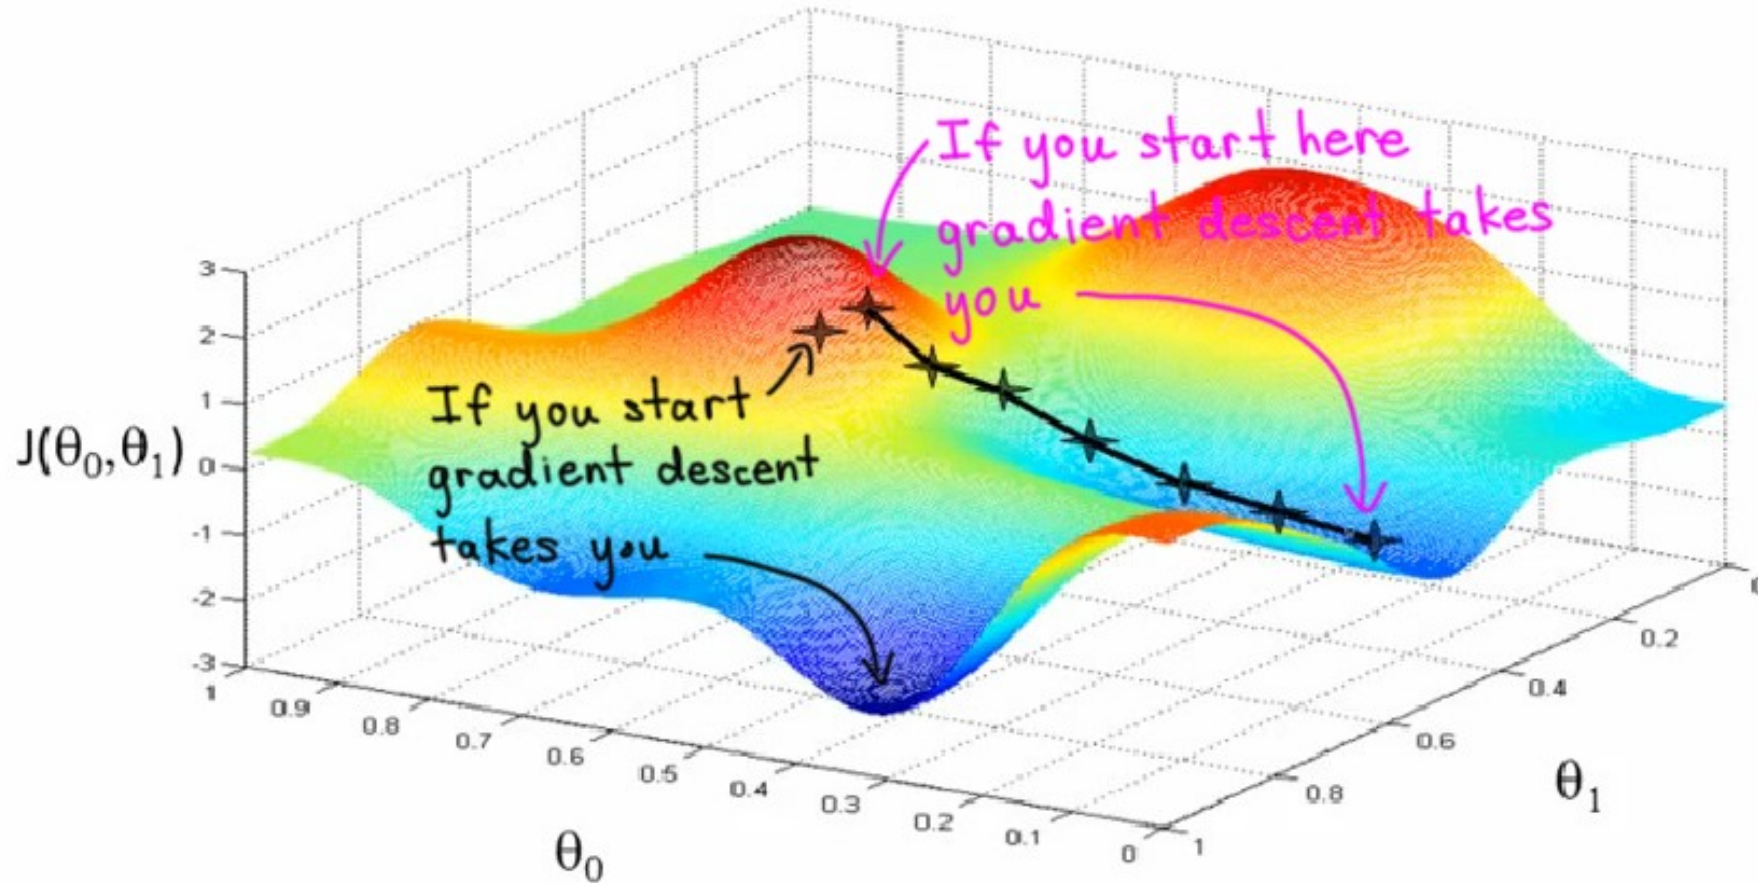 If you start here
gradient descent takes
you
If you start
gradient descent
takes you
J(θ₀,θ₁)
3
2
1
0
-1
-2
-3
1
0.9
0.8
0.7
0.6
0.5
0.4
0.3
0.2
0.1
0
θ₀
0
0.2
0.4
0.6
0.8
1
θ₁